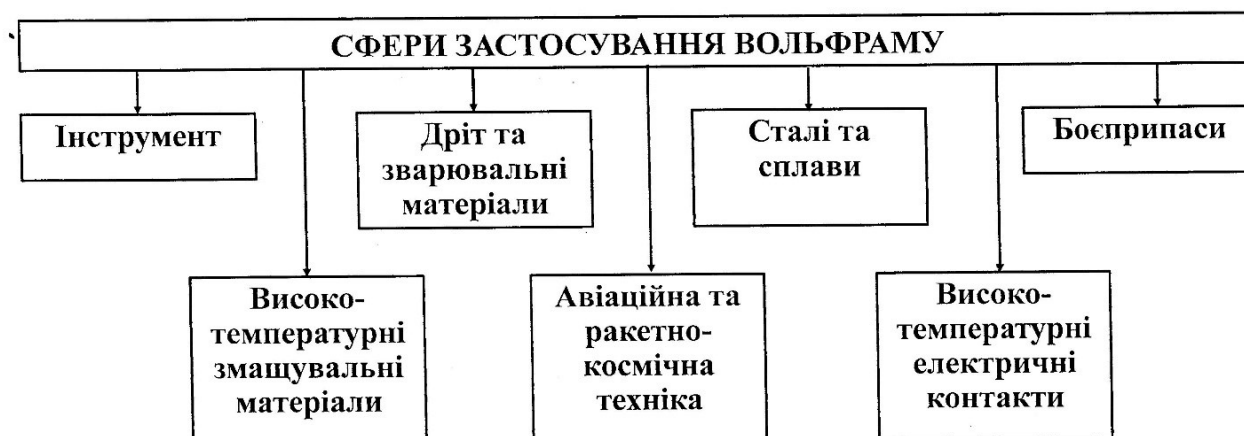 СФЕРИ ЗАСТОСУВАННЯ ВОЛЬФРАМУ
Інструмент
Дріт та
зварювальні
матеріали
Сталі та
сплави
Боєприпаси
Високо-
температурні
змащувальні
матеріали
Авіаційна та
ракетно-
космічна
техніка
Високо-
температурні
електричні
контакти